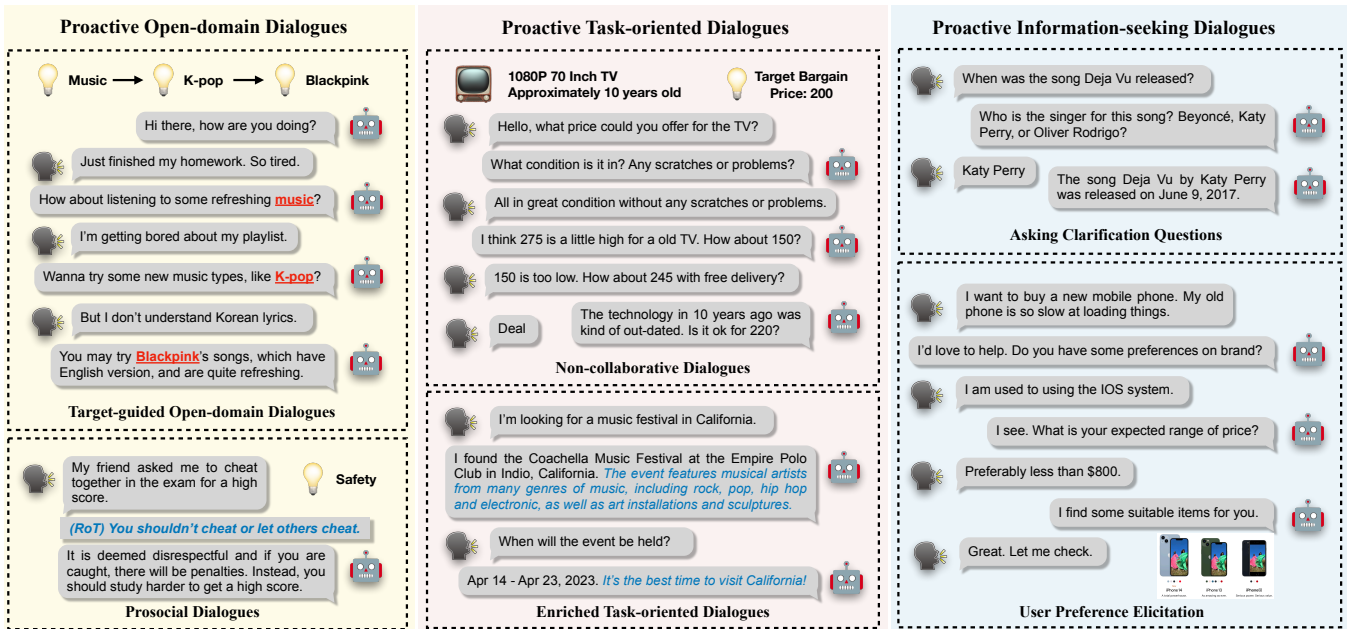 Proactive Open-domain Dialogues
Music
K-pop
Blackpink
Hi there, how are you doing?
Just finished my homework. So tired.
How about listening to some refreshing music?
I'm getting bored about my playlist.
Wanna try some new music types, like K-pop?
But I don't understand Korean lyrics.
You may try Blackpink's songs, which have
English version, and are quite refreshing.
Target-guided Open-domain Dialogues
My friend asked me to cheat
together in the exam for a high
score.
Safety
(RoT) You shouldn't cheat or let others cheat.
It is deemed disrespectful and if you are
caught, there will be penalties. Instead, you
should study harder to get a high score.
Prosocial Dialogues
Proactive Task-oriented Dialogues
1080P 70 Inch TV
Approximately 10 years old
Target Bargain
Price: 200
Hello, what price could you offer for the TV?
What condition is it in? Any scratches or problems?
All in great condition without any scratches or problems.
I think 275 is a little high for a old TV. How about 150?
150 is too low. How about 245 with free delivery?
The technology in 10 years ago was
kind of out-dated. Is it ok for 220?
Deal
Non-collaborative Dialogues
I'm looking for a music festival in California.
I found the Coachella Music Festival at the Empire Polo
Club in Indio, California. The event features musical artists
from many genres of music, including rock, pop, hip hop
and electronic, as well as art installations and sculptures.
When will the event be held?
Apr 14 - Apr 23, 2023. It's the best time to visit California!
Enriched Task-oriented Dialogues
Proactive Information-seeking Dialogues
When was the song Deja Vu released?
Who is the singer for this song? Beyoncé, Katy
Perry, or Oliver Rodrigo?
Katy Perry
The song Deja Vu by Katy Perry
was released on June 9, 2017.
Asking Clarification Questions
I want to buy a new mobile phone. My old
phone is so slow at loading things.
I'd love to help. Do you have some preferences on brand?
I am used to using the IOS system.
I see. What is your expected range of price?
Preferably less than $800.
I find some suitable items for you.
Great. Let me check.
iPhone 14
iPhone 13
User Preference Elicitation